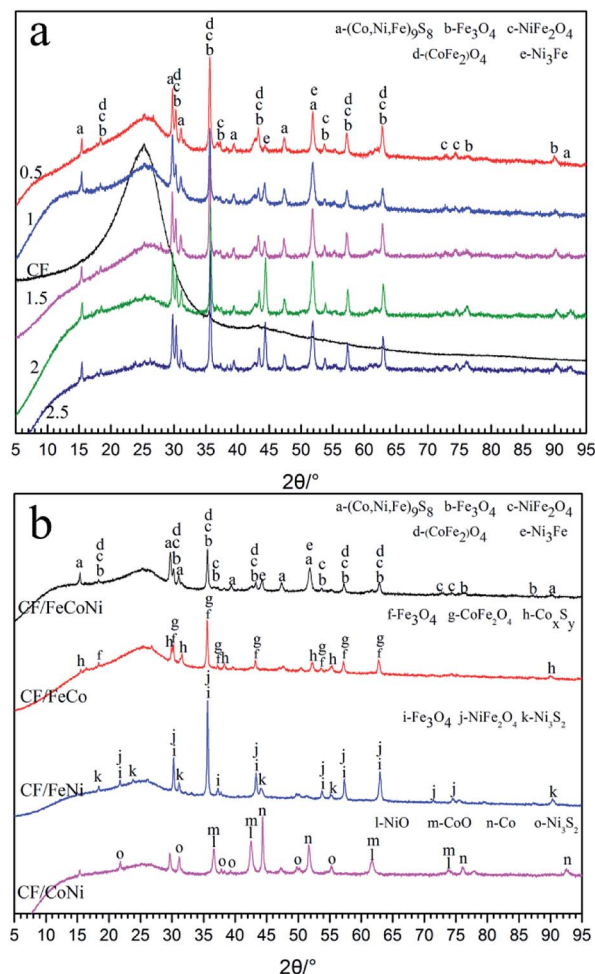 a
a-(Co,Ni,Fe)9S8 b-Fe3O4 c-NiFe2O4
d-(CoFe2)O4 e-Ni3Fe
a d c b a d c b a d c b c b a d c b e a e a c b d c b d c b c c b b a
0.5
1
CF
1.5
2
2.5
5 10 15 20 25 30 35 40 45 50 55 60 65 70 75 80 85 90 95
2θ/°
b
a-(Co,Ni,Fe)9S8 b-Fe3O4 c-NiFe2O4
d-(CoFe2)O4 e-Ni3Fe
a d c b a d c b a d c b c b a d c b e a e a c b d c b d c b c c b b a
CF/FeCoNi
f-Fe3O4 g-CoFe2O4 h-CoxSy
h f h g f h g f g f h g f h g f h g f g f h
CF/FeCo
i-Fe3O4 j-NiFe2O4 k-Ni3S2
k j i k j i k j i i j i k j i k j i j i j j k
CF/FeNi
l-NiO m-CoO n-Co o-Ni3S2
o o m l o o m l n o n o m l m l n n
CF/CoNi
5 10 15 20 25 30 35 40 45 50 55 60 65 70 75 80 85 90 95
2θ/°